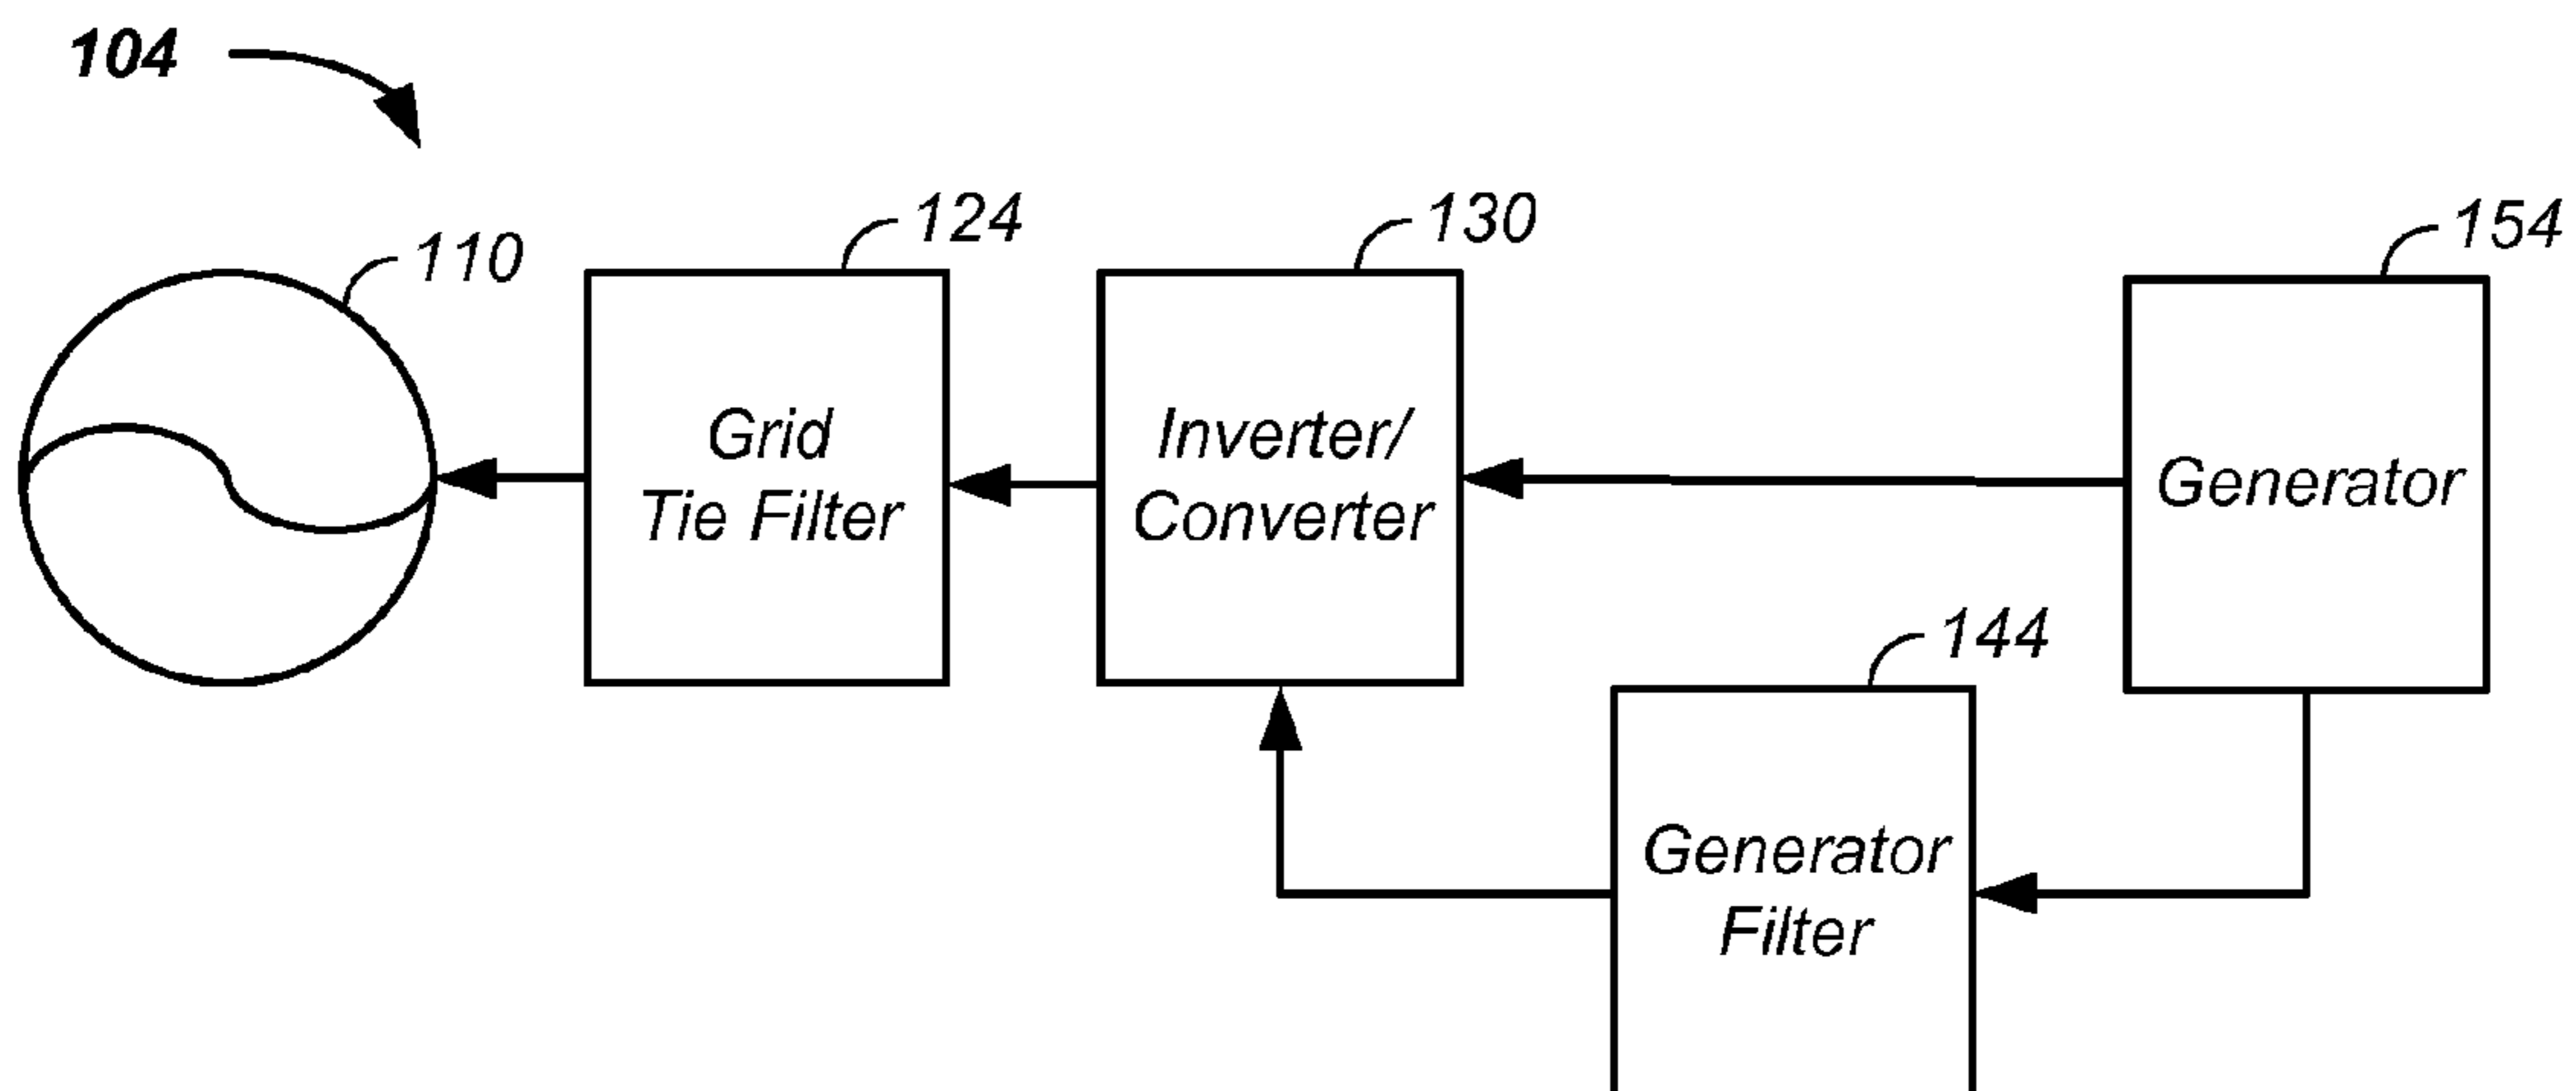 104
110
124
130
154
Grid
Tie Filter
Inverter/
Converter
Generator
144
Generator
Filter